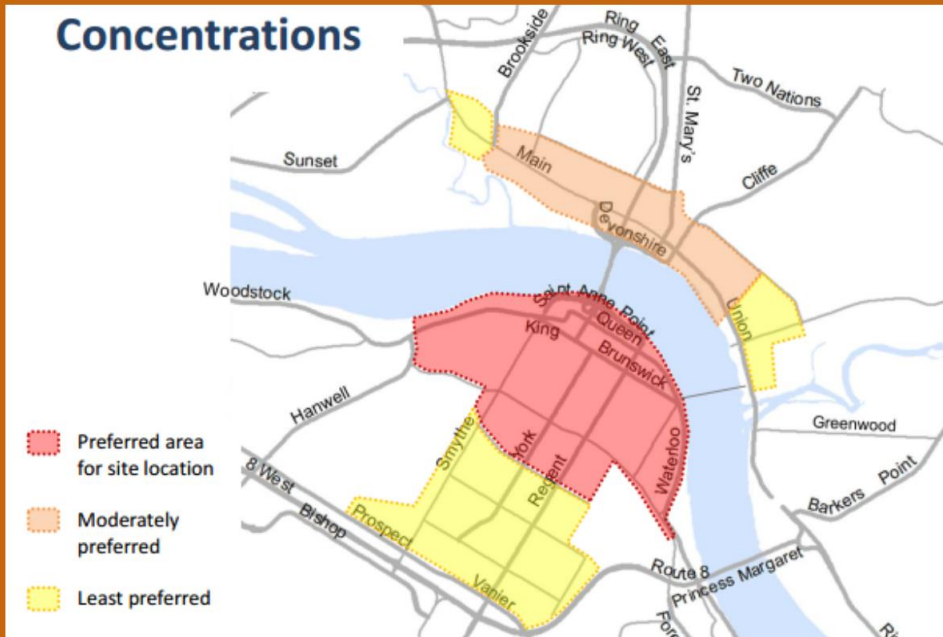 Concentrations
Brookside
Ring
East
Ring West
Two Nations
St. Mary's
Sunset
Main
Cliffe
Devonshire
Woodstock
Saint Anne Point
Queen
King
Union
Brunswick
Hanwell
Greenwood
Smythe
York
Regent
Waterloo
Barkers Point
8 West
Bishop
Prospect
Vanier
Route 8
Princess Margaret
Preferred area
for site location
Moderately
preferred
Least preferred